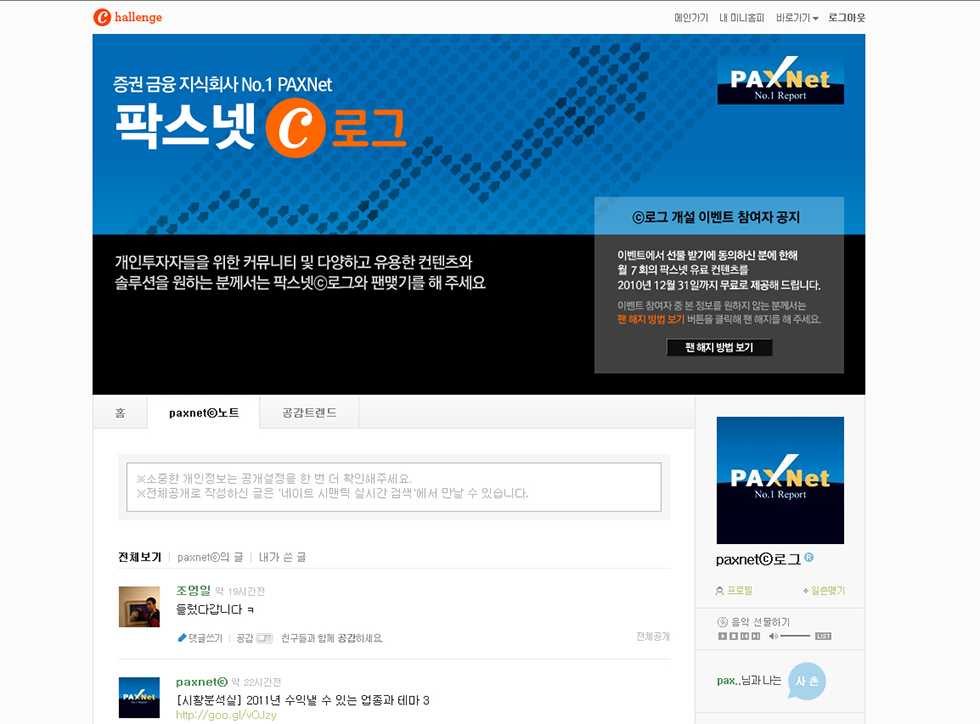 C hallenge
메인가기 내 미니홈피 바로가기 로그아웃
증권 금융 지식회사 No.1 PAXNet
팍스넷 C 로그
PAXNet
No.1 Report
ⓒ로그 개설 이벤트 참여자 공지
개인투자자들을 위한 커뮤니티 및 다양하고 유용한 컨텐츠와
솔루션을 원하는 분께서는 팍스넷ⓒ로그와 팬맺기를 해 주세요
이벤트에서 선물 받기에 동의하신 분에 한해
월 7회의 팍스넷 유료 컨텐츠를
2010년 12월 31일까지 무료로 제공해 드립니다.
이벤트 참여자 중 본 정보를 원하지 않는 분께서는
팬 해지 방법 보기 버튼을 클릭해 팬 해지를 해 주세요.
팬 해지 방법 보기
홈 paxnetⓒ노트 공감트렌드
※소중한 개인정보는 공개설정을 한 번 더 확인해주세요.
※전체공개로 작성하신 글은 '네이트 시맨틱 실시간 검색'에서 만날 수 있습니다.
전체보기 | paxnetⓒ의 글 | 내가 쓴 글
조영일 약 19시간전
들렀다갑니다 ㅋ
댓글쓰기 | 공감 친구들과 함께 공감하세요.
전체공개
paxnetⓒ 약 22시간전
[시황분석실] 2011년 수익낼 수 있는 업종과 테마 3
http://goo.gl/vOJzy
PAXNet
No.1 Report
PAXNet
No.1 Report
paxnetⓒ로그 R
프로필 + 일촌맺기
음악 선물하기
LIST
pax..님과 나는 사 촌